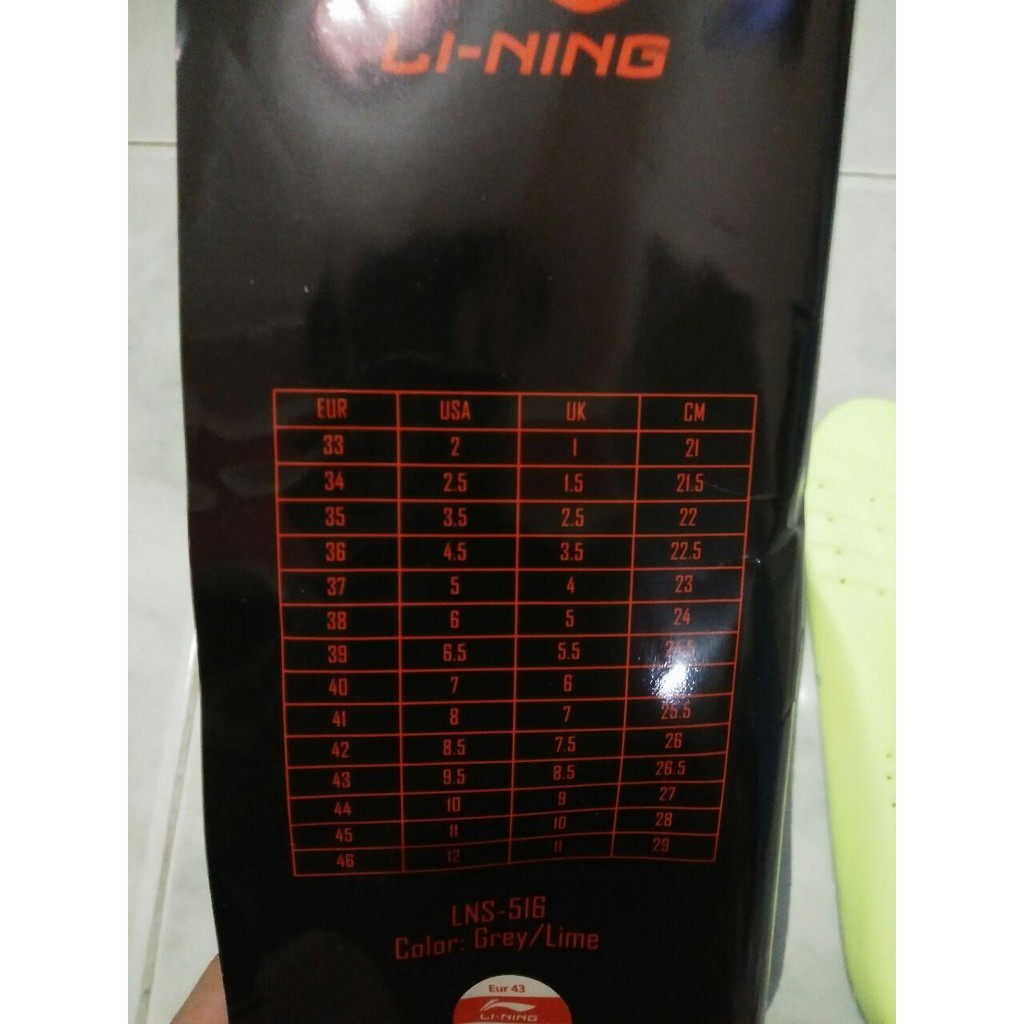 LI-NING
EUR USA UK CM
33 2 1 21
34 2.5 1.5 21.5
35 3.5 2.5 22
36 4.5 3.5 22.5
37 5 4 23
38 6 5 24
39 6.5 5.5
40 7 6
41 8 7 25.5
42 8.5 7.5 26
43 9.5 8.5 26.5
44 10 9 27
45 11 10 28
46 12 11 29
LNS-516
Color: Grey/Lime
Eur 43
LI-NING